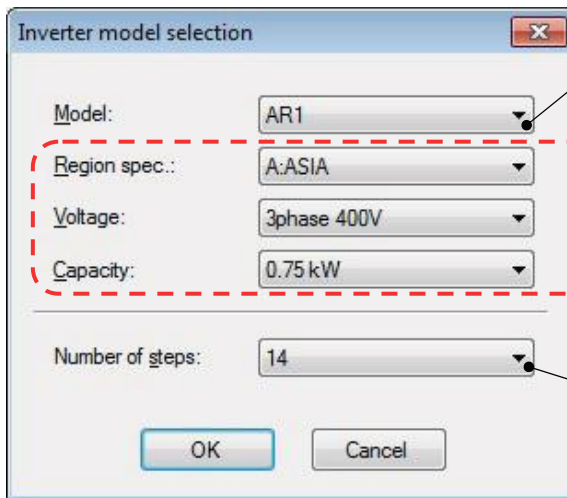 Inverter model selection
Model: AR1
Region spec.: A:ASIA
Voltage: 3phase 400V
Capacity: 0.75 kW
Number of steps: 14
OK Cancel